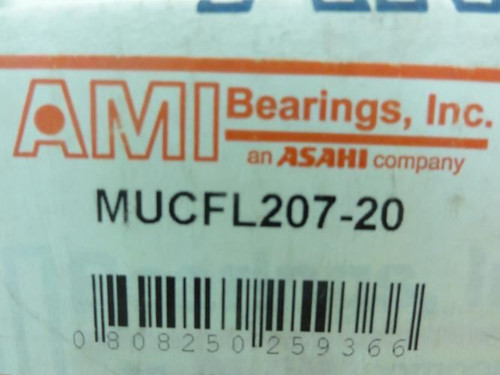 AMI Bearings, Inc.
an ASAHI company
MUCFL207-20
0 808250 259366